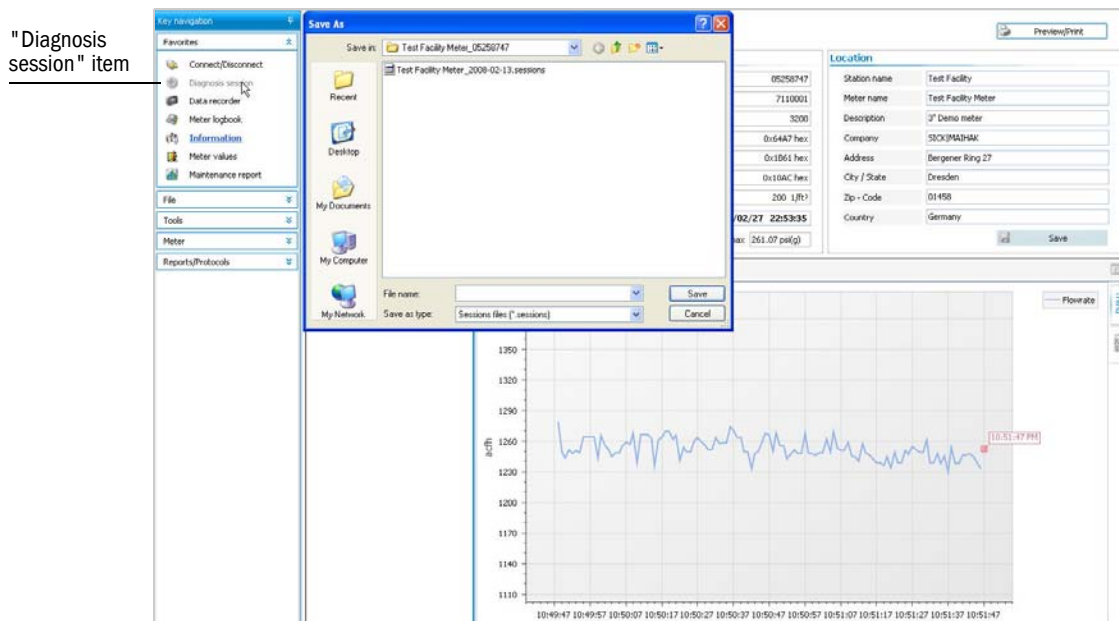 "Diagnosis
session" item
Key navigation
Favorites
Connect/Disconnect
Diagnosis session
Data recorder
Meter logbook
Information
Meter values
Maintenance report
File
Tools
Meter
Reports/Protocols
Save As
Save in: Test Facility Meter_05258747
Test Facility Meter_2008-02-13.sessions
Recent
Desktop
My Documents
My Computer
My Network
File name:
Save as type: Sessions files (*.sessions)
Save
Cancel
05258747
7110001
3200
0x64A7 hex
0x1B61 hex
0x10AC hex
200 1/ft³
/02/27 22:53:35
max 261.07 psi(g)
Preview/Print
Location
Station name Test Facility
Meter name Test Facility Meter
Description 3" Demo meter
Company SICK|MAIHAK
Address Bergener Ring 27
City / State Dresden
Zip - Code 01458
Country Germany
Save
Flowrate
acfh
1350
1320
1290
1260
1230
1200
1170
1140
1110
10:51:47 PM
10:49:47 10:49:57 10:50:07 10:50:17 10:50:27 10:50:37 10:50:47 10:50:57 10:51:07 10:51:17 10:51:27 10:51:37 10:51:47